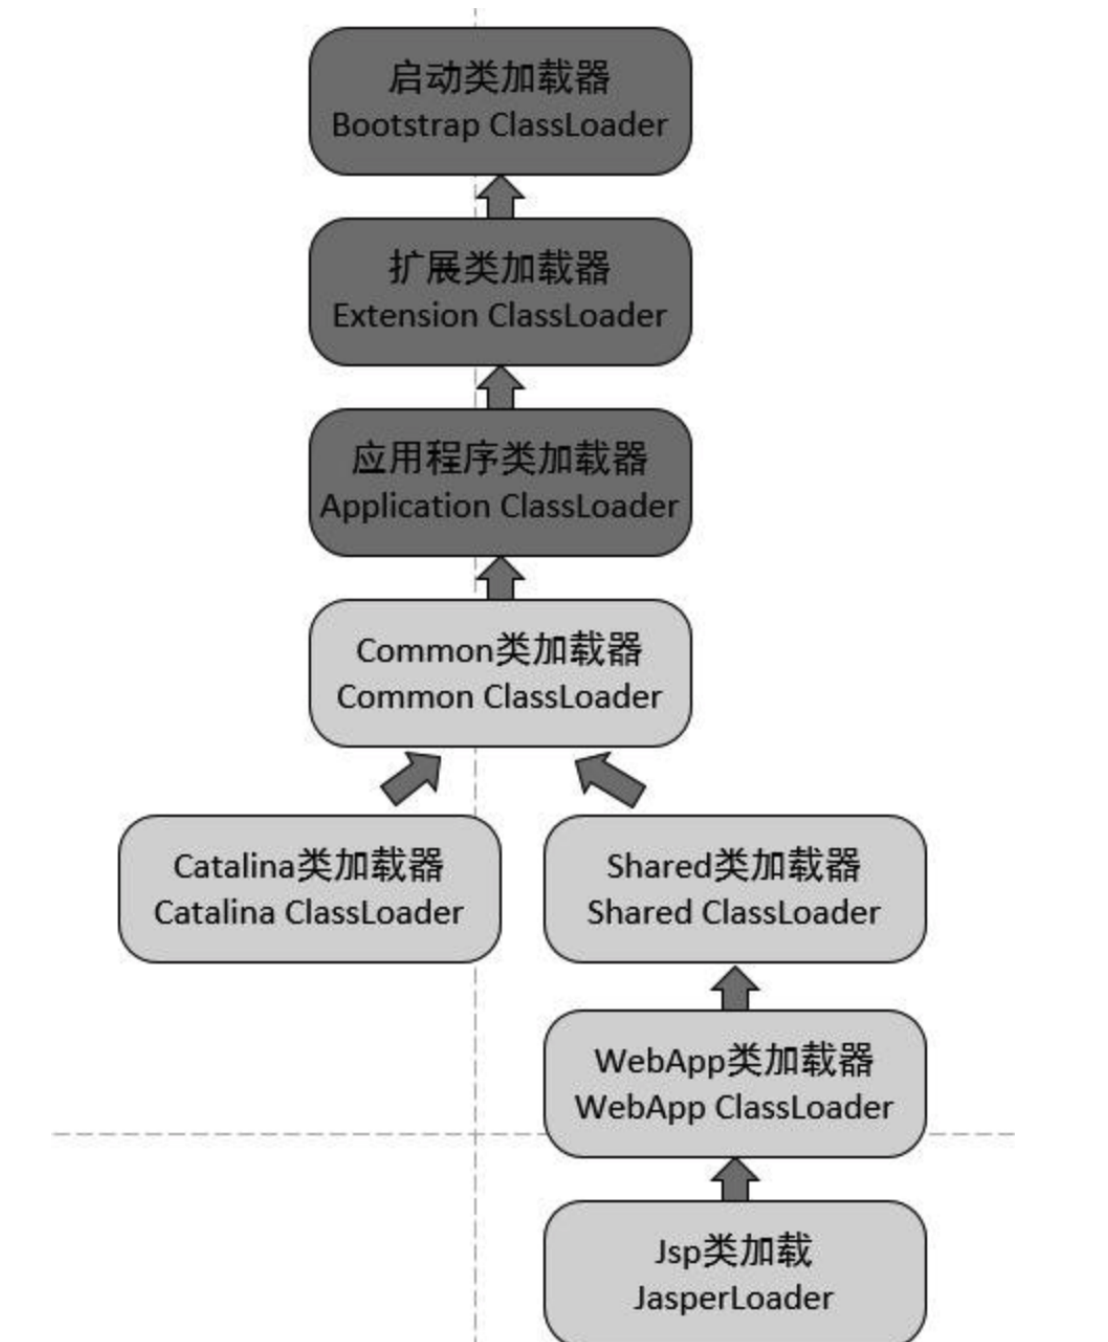 启动类加载器
Bootstrap ClassLoader
扩展类加载器
Extension ClassLoader
应用程序类加载器
Application ClassLoader
Common类加载器
Common ClassLoader
Catalina类加载器
Catalina ClassLoader
Shared类加载器
Shared ClassLoader
WebApp类加载器
WebApp ClassLoader
Jsp类加载
JasperLoader